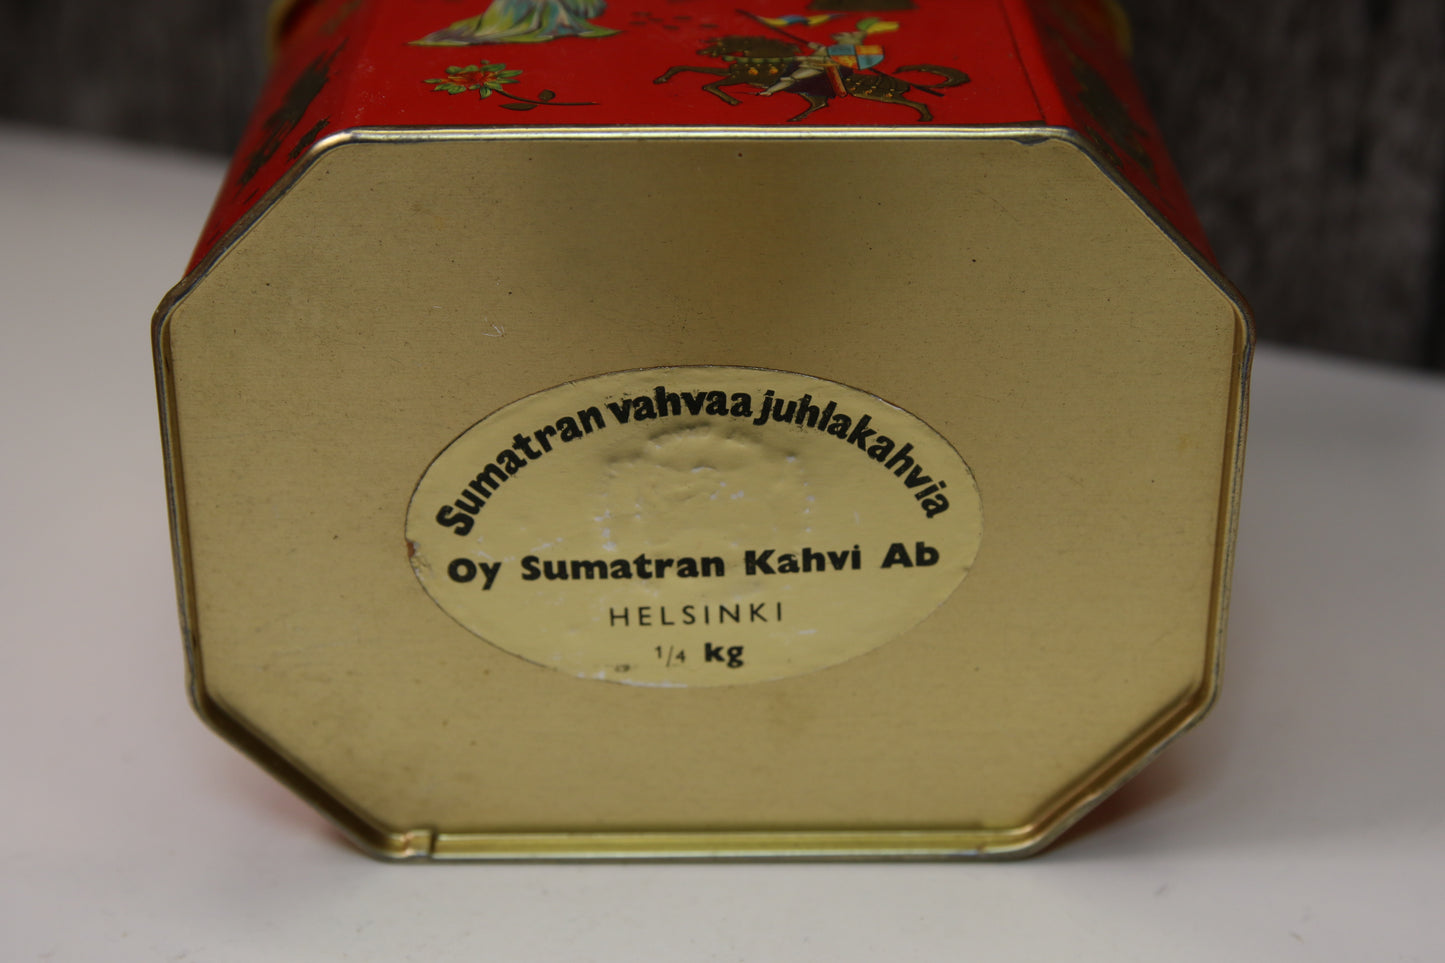 Sumatran vahvaa juhlakahvia
Oy Sumatran Kahvi Ab
HELSINKI
1/4 kg